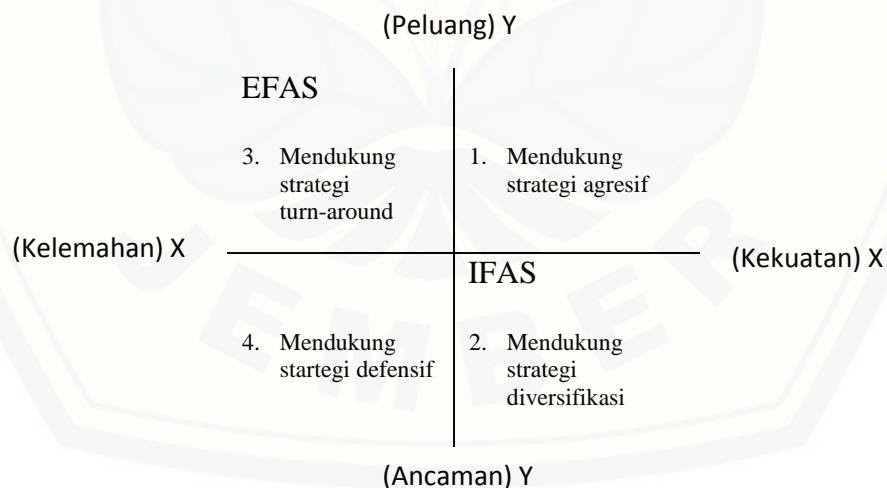 (Peluang) Y
EFAS
3. Mendukung
strategi
turn-around
1. Mendukung
strategi agresif
(Kelemahan) X
(Kekuatan) X
IFAS
4. Mendukung
startegi defensif
2. Mendukung
strategi
diversifikasi
(Ancaman) Y
JEMBER